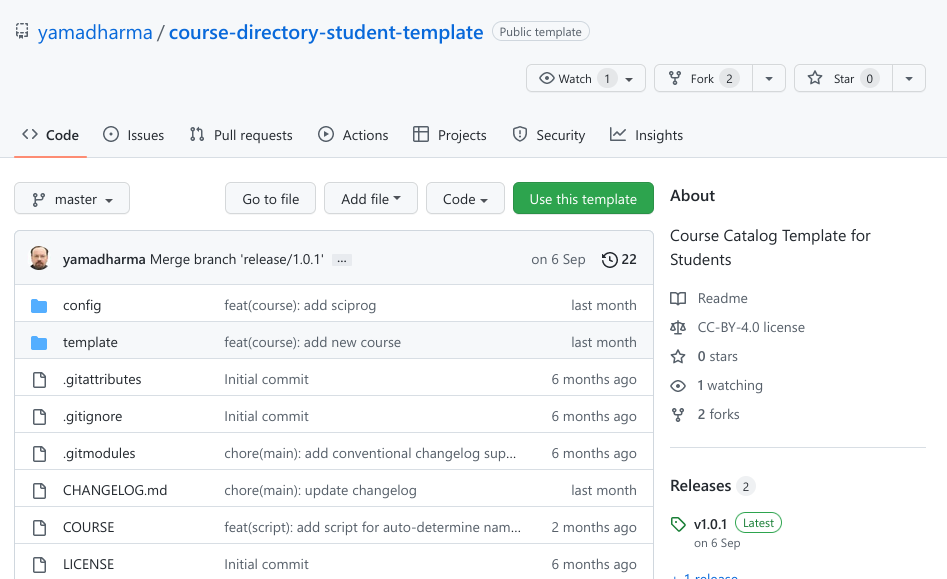 yamadharma / course-directory-student-template Public template
Watch 1 Fork 2 Star 0
Code Issues Pull requests Actions Projects Security Insights
master Go to file Add file Code Use this template
yamadharma Merge branch 'release/1.0.1' ... on 6 Sep 22
config feat(course): add sciprog last month
template feat(course): add new course last month
.gitattributes Initial commit 6 months ago
.gitignore Initial commit 6 months ago
.gitmodules chore(main): add conventional changelog sup... 6 months ago
CHANGELOG.md chore(main): update changelog last month
COURSE feat(script): add script for auto-determine nam... 2 months ago
LICENSE Initial commit 6 months ago
About
Course Catalog Template for
Students
Readme
CC-BY-4.0 license
0 stars
1 watching
2 forks
Releases 2
v1.0.1 Latest
on 6 Sep
+ 1 release